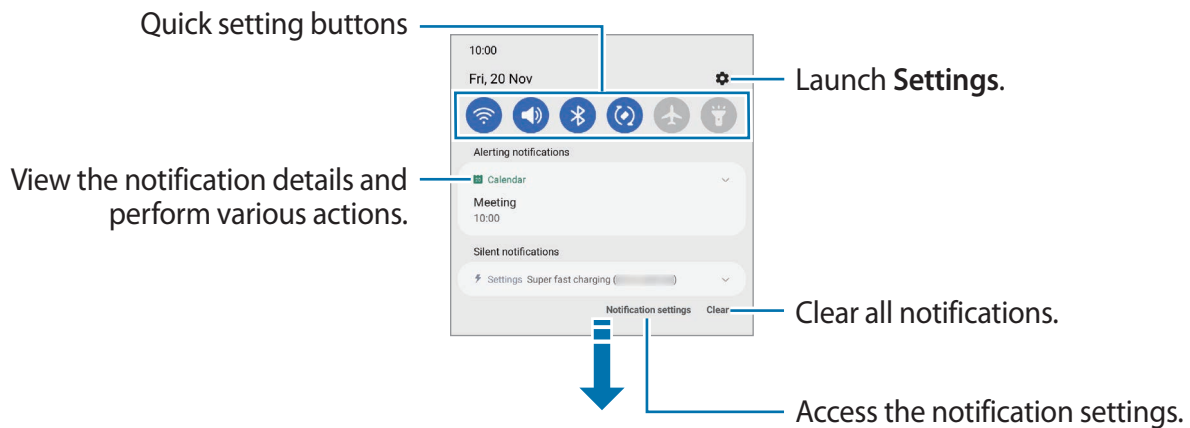 Quick setting buttons
10:00
Fri, 20 Nov
Launch Settings.
Alerting notifications
View the notification details and
perform various actions.
Calendar
Meeting
10:00
Silent notifications
Settings Super fast charging ( )
Notification settings Clear
Clear all notifications.
Access the notification settings.